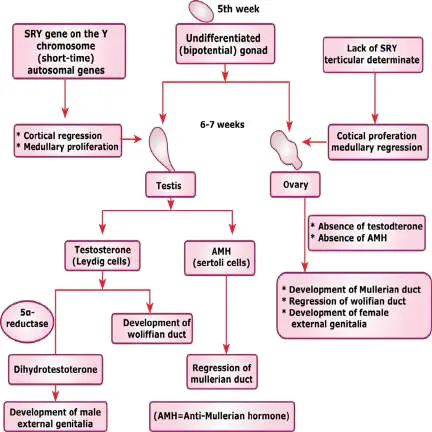 5th week
SRY gene on the Y
chromosome
(short-time)
autosomal genes
Undifferentiated
(bipotential) gonad
Lack of SRY
terticular determinate
6-7 weeks
* Cortical regression
* Medullary proliferation
Cotical proferation
medullary regression
Testis
Ovary
* Absence of testodterone
* Absence of AMH
Testosterone
(Leydig cells)
AMH
(sertoli cells)
* Development of Mullerian duct
* Regression of wolifian duct
* Development of female
external genitalia
5α-
reductase
Development of
woliffian duct
Dihydrotestosterone
Regression of
mullerian duct
Development of male
external genitalia
(AMH=Anti-Mullerian hormone)